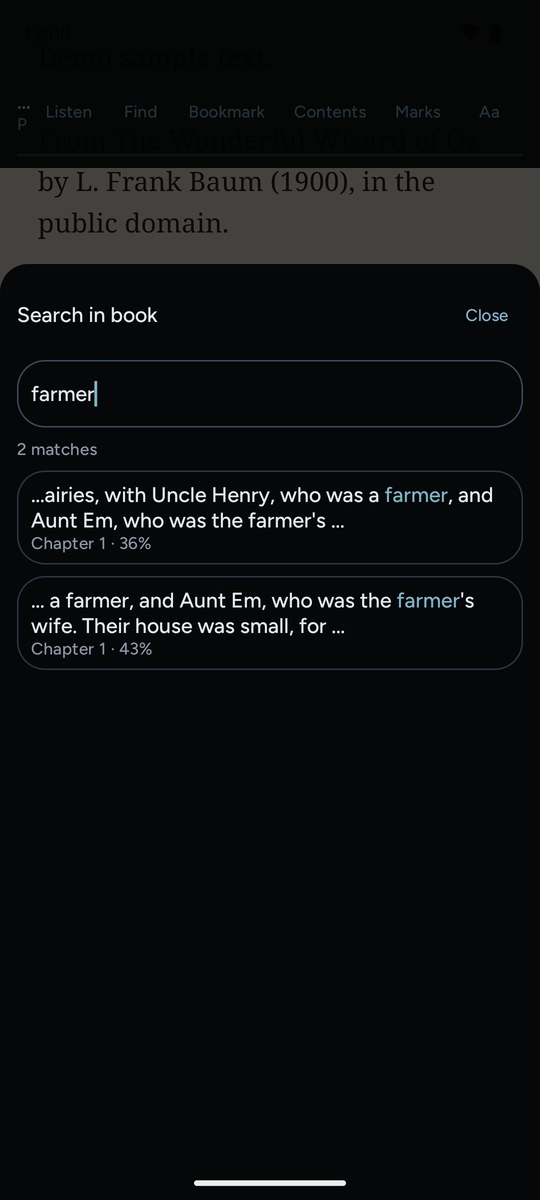 12:00
Demo sample text.
...
P
Listen Find Bookmark Contents Marks Aa
From The Wonderful Wizard of Oz
by L. Frank Baum (1900), in the
public domain.
Search in book
Close
farmer
2 matches
...airies, with Uncle Henry, who was a farmer, and
Aunt Em, who was the farmer's ...
Chapter 1 · 36%
... a farmer, and Aunt Em, who was the farmer's
wife. Their house was small, for ...
Chapter 1 · 43%